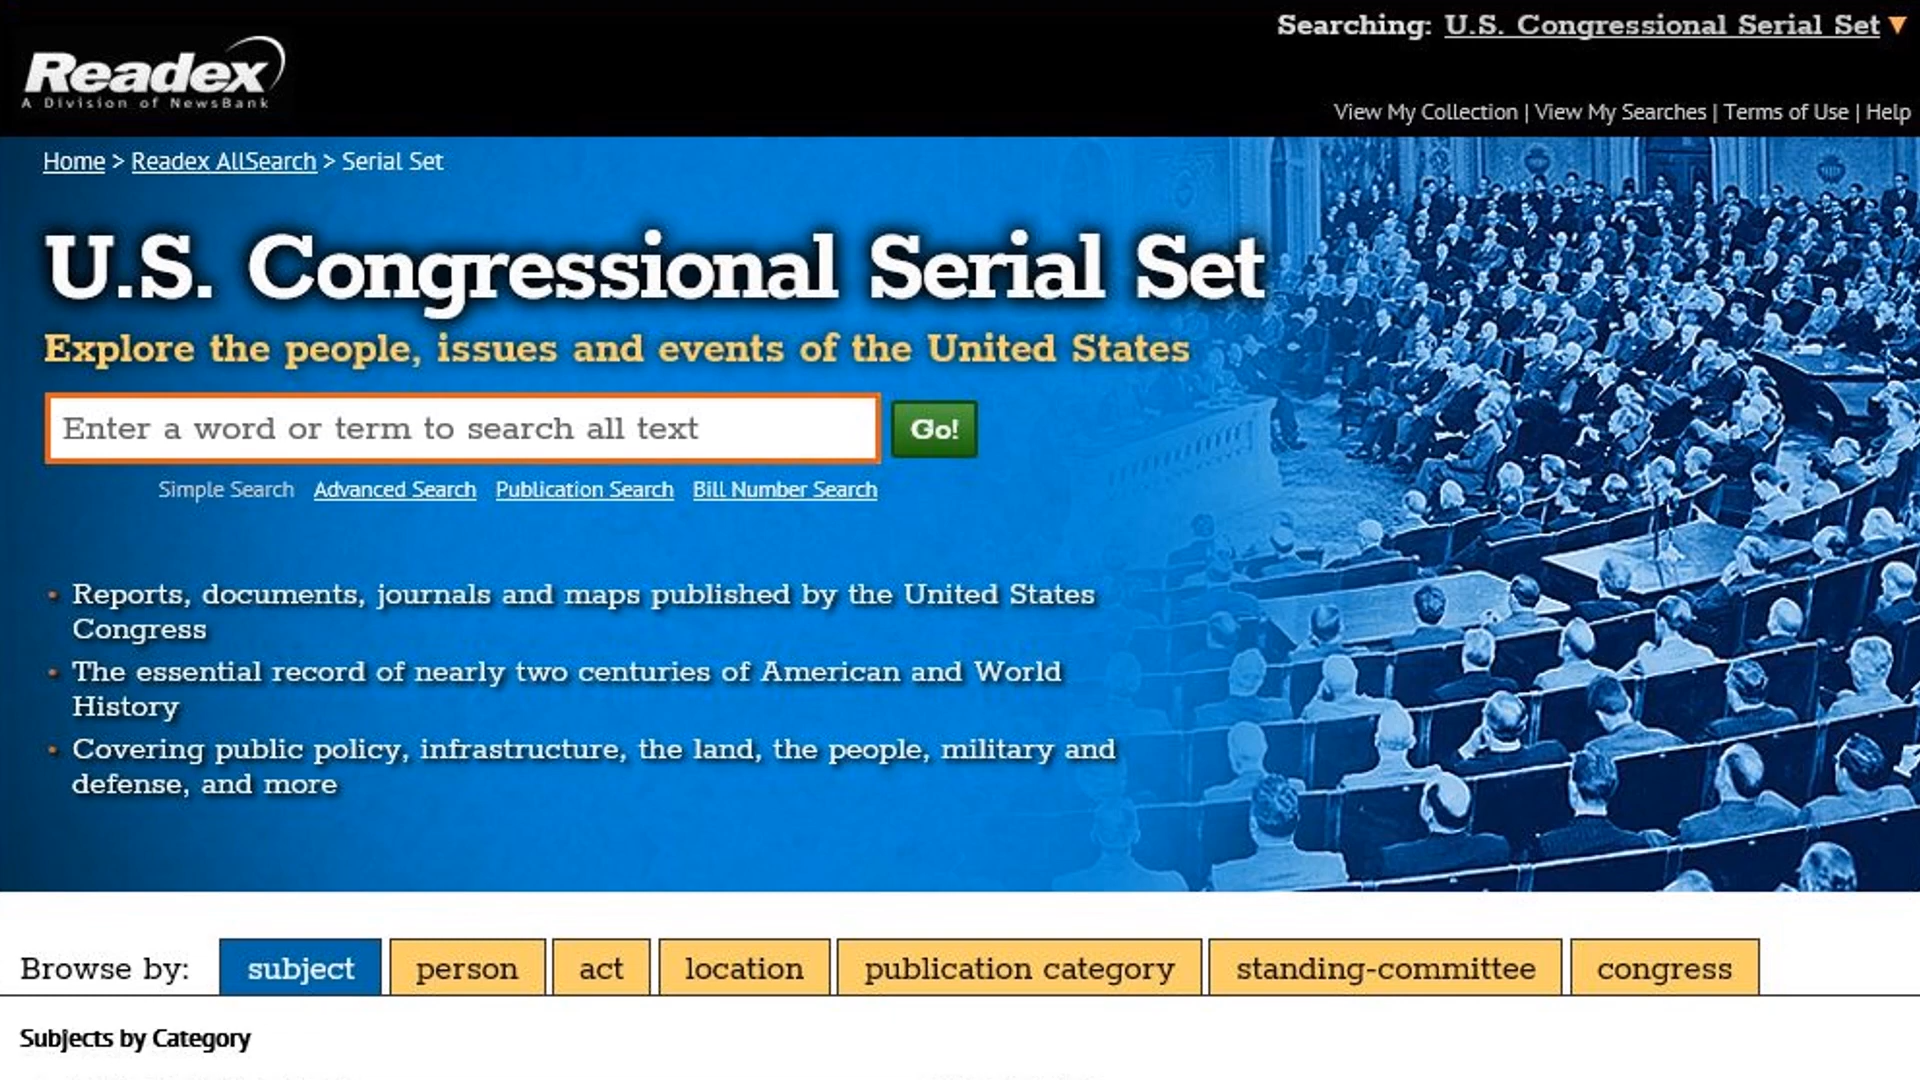 Searching: U.S. Congressional Serial Set
Readex
A Division of NewsBank
View My Collection | View My Searches | Terms of Use | Help
Home > Readex AllSearch > Serial Set
U.S. Congressional Serial Set
Explore the people, issues and events of the United States
Enter a word or term to search all text
Go!
Simple Search Advanced Search Publication Search Bill Number Search
• Reports, documents, journals and maps published by the United States
Congress
• The essential record of nearly two centuries of American and World
History
• Covering public policy, infrastructure, the land, the people, military and
defense, and more
Browse by: subject person act location publication category standing-committee congress
Subjects by Category